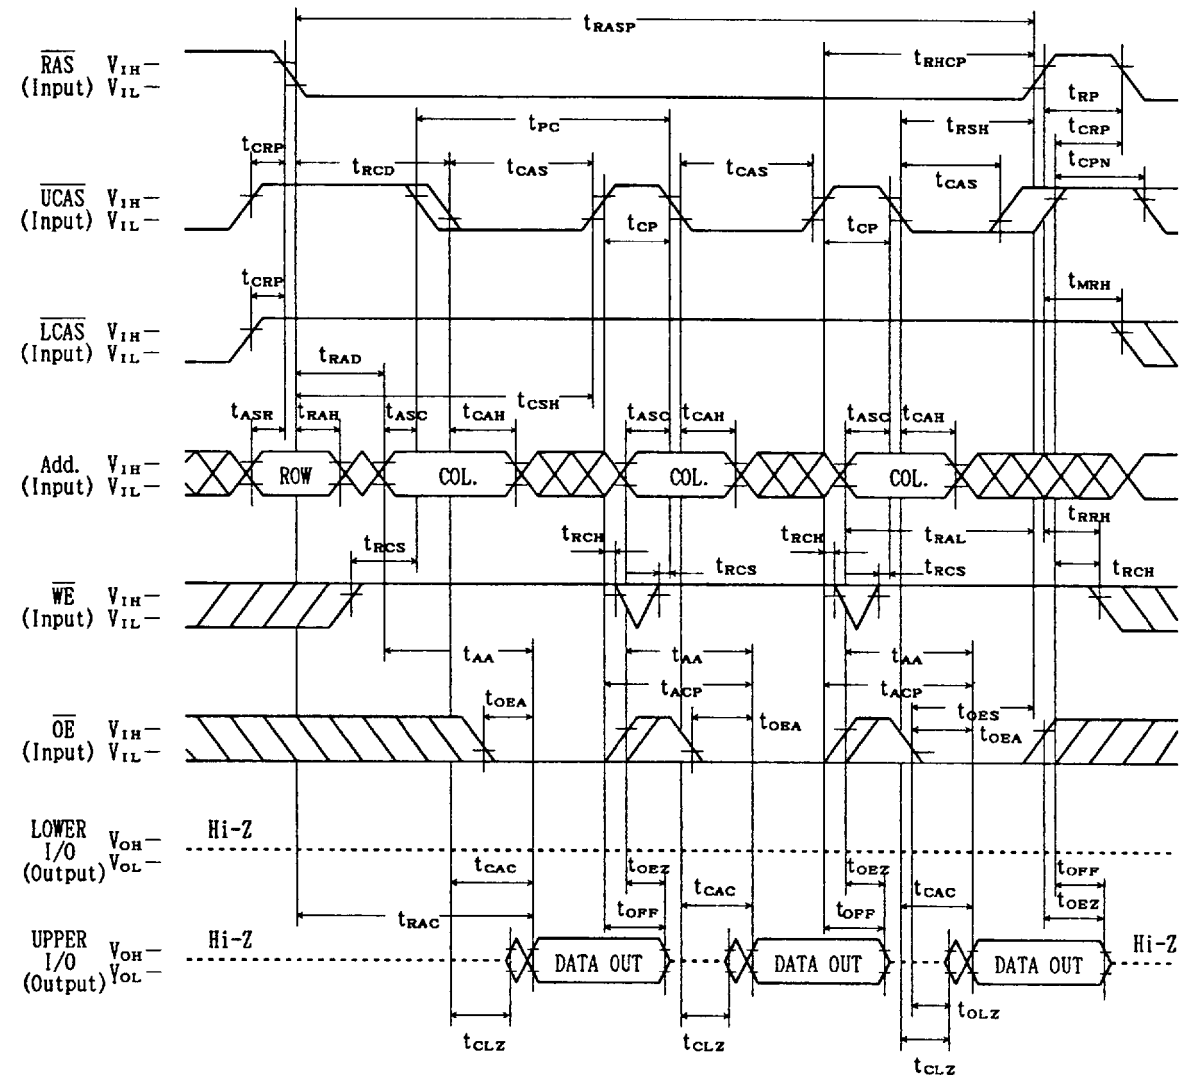 tRASP
RAS VIH
(Input) VIL
tRHCP
tRP
tPC
tRSH
tCRP
tCRP
tRCD
tCAS
tCAS
tCPN
tCAS
UCAS VIH
(Input) VIL
tCP
tCP
tCRP
tMRH
LCAS VIH
(Input) VIL
tRAD
tCSH
tASR
tRAH
tASC
tCAH
tASC
tCAH
tASC
tCAH
Add. VIH
(Input) VIL
ROW
COL.
COL.
COL.
tRRH
tRCH
tRCH
tRAL
tRCS
tRCS
tRCS
tRCH
WE VIH
(Input) VIL
tAA
tAA
tAA
tACP
tACP
tOEA
tOEA
tOES
tOEA
OE VIH
(Input) VIL
LOWER
I/O
(Output)
VOH
VOL
Hi-Z
tCAC
tOEZ
tCAC
tOEZ
tCAC
tOFF
tRAC
tOFF
tOFF
tOEZ
UPPER
I/O
(Output)
VOH
VOL
Hi-Z
DATA OUT
DATA OUT
DATA OUT
Hi-Z
tOLZ
tCLZ
tCLZ
tCLZ